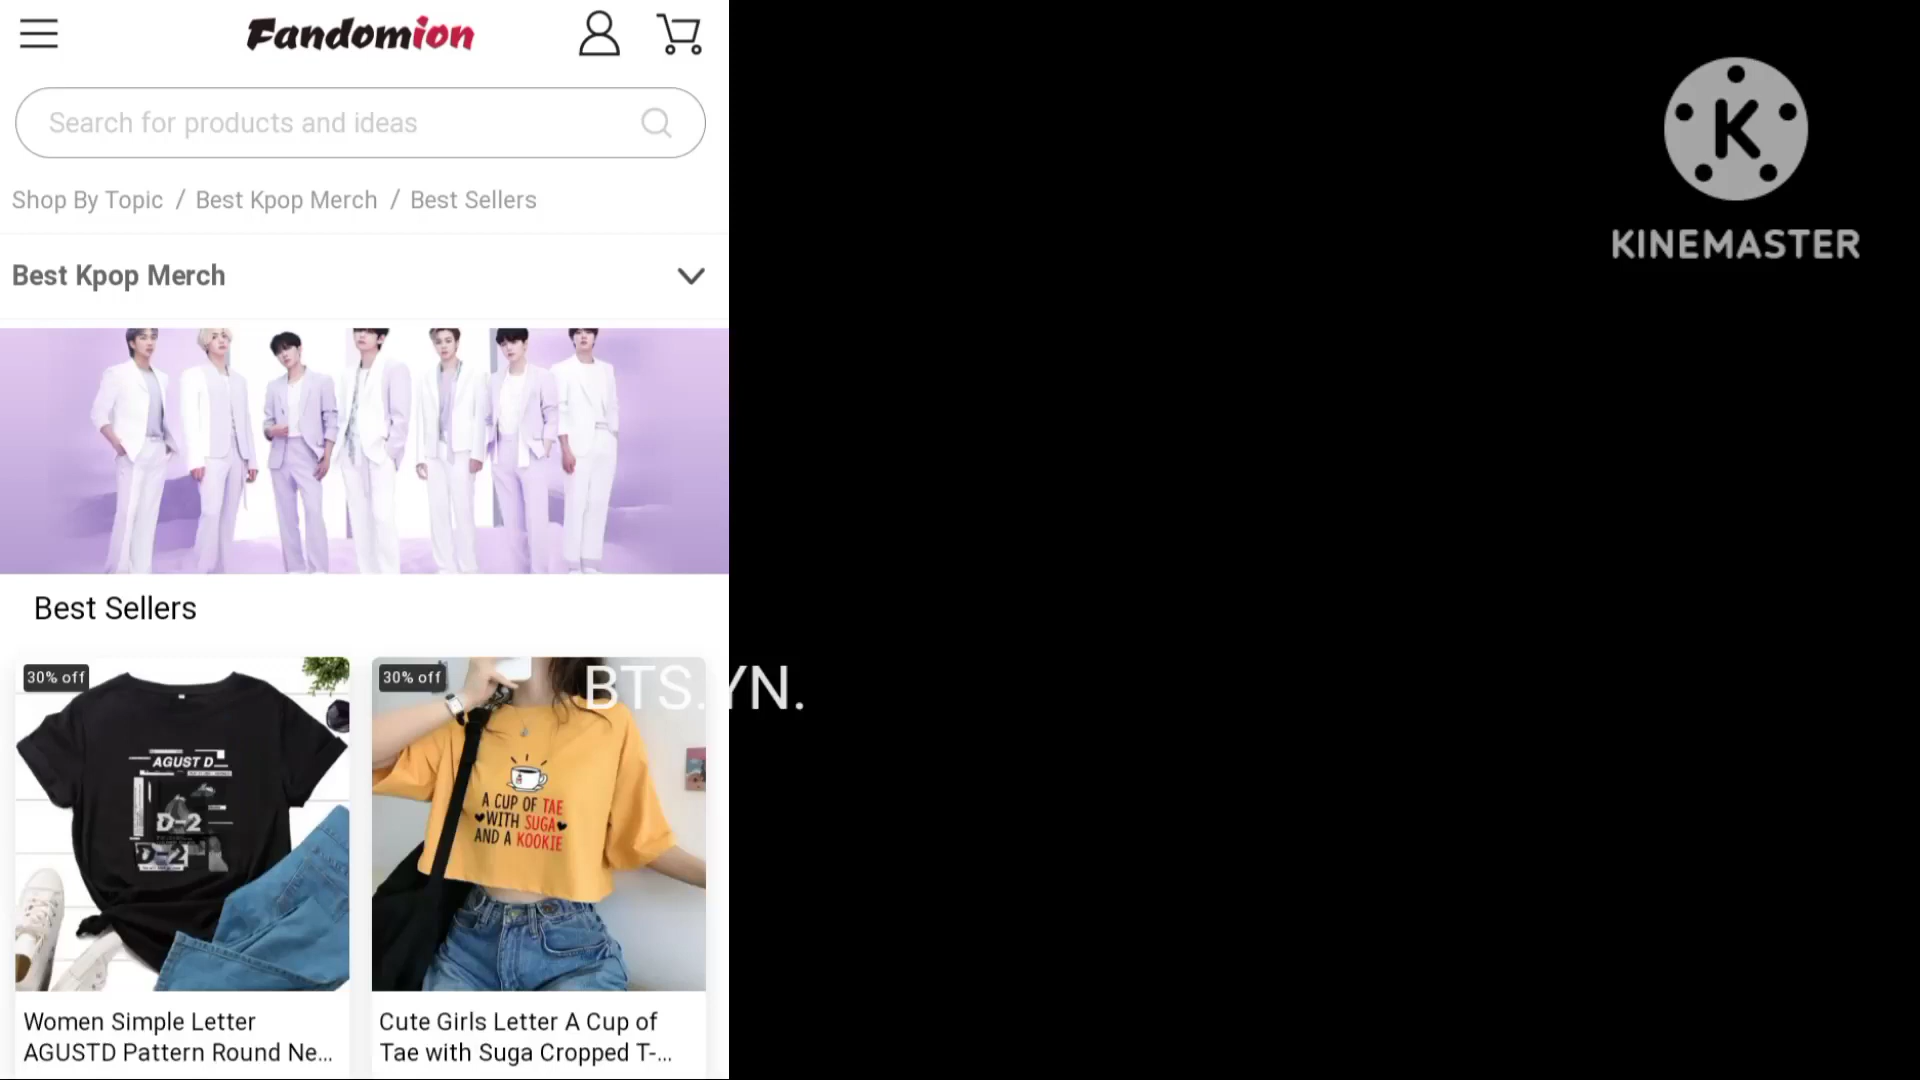 Fandomion
Search for products and ideas
Shop By Topic / Best Kpop Merch / Best Sellers
Best Kpop Merch
Best Sellers
30% off
AGUST D
D-2
D-2
Women Simple Letter
AGUSTD Pattern Round Ne...
30% off
A CUP OF TAE
WITH SUGA
AND A KOOKIE
Cute Girls Letter A Cup of
Tae with Suga Cropped T-...
BTS.YN.
K
KINEMASTER